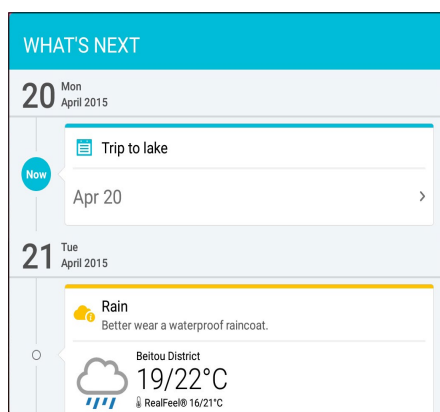 WHAT'S NEXT
20 Mon
April 2015
Trip to lake
Now
Apr 20
21 Tue
April 2015
Rain
Better wear a waterproof raincoat.
Beitou District
19/22°C
RealFeel® 16/21°C